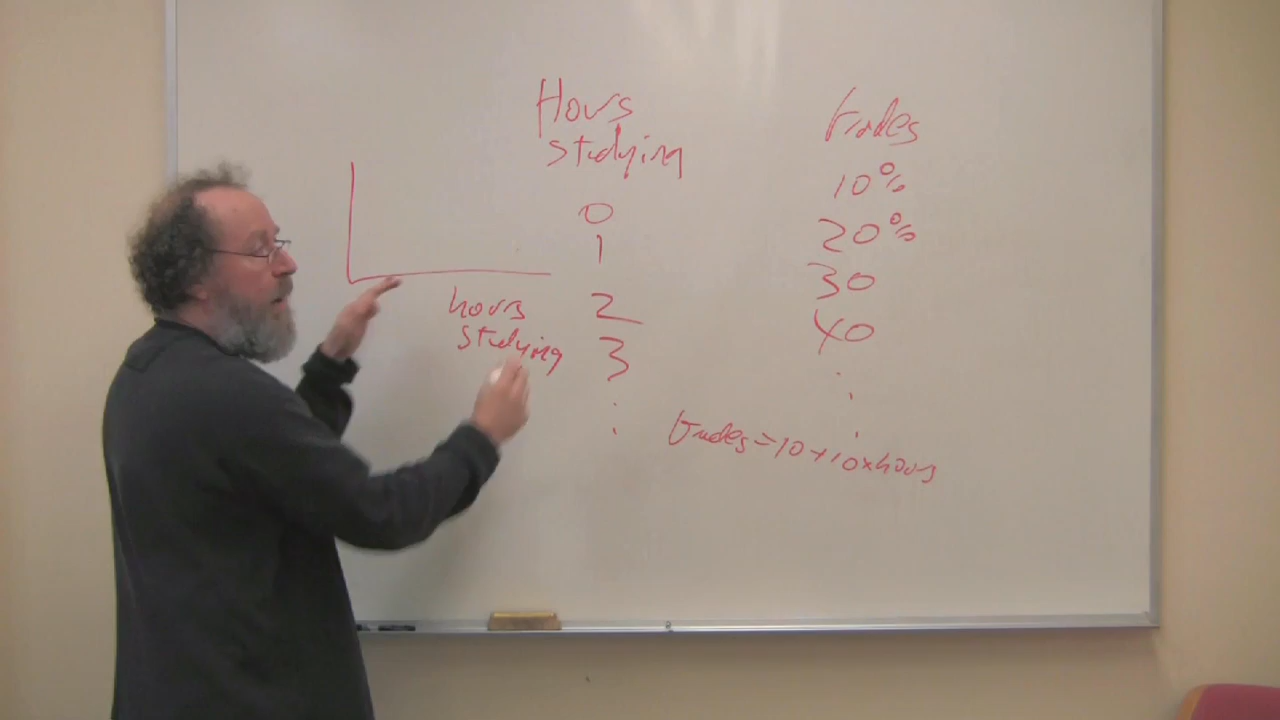 Hours
studying
0
1
2
3
:
Grades
10%
20%
30
40
Grades = 10 + 10 x hours
hours
studying